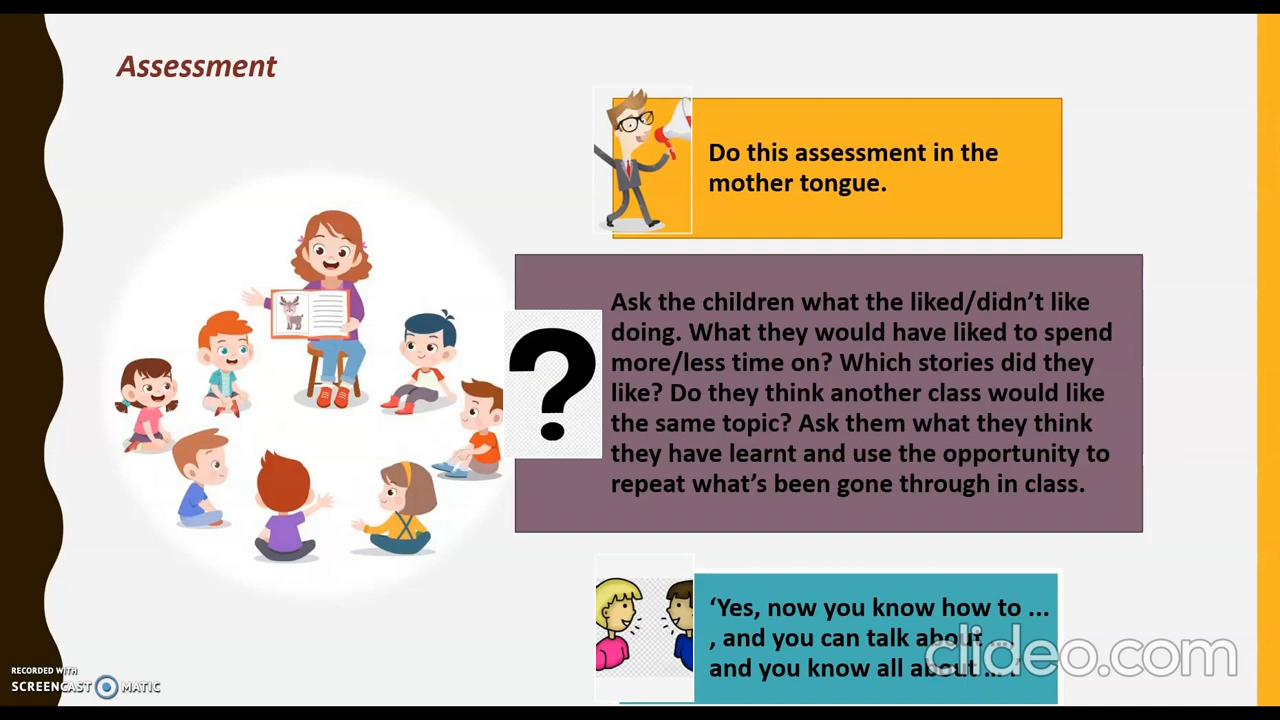 Assessment
Do this assessment in the
mother tongue.
Ask the children what the liked/didn't like
doing. What they would have liked to spend
more/less time on? Which stories did they
like? Do they think another class would like
the same topic? Ask them what they think
they have learnt and use the opportunity to
repeat what's been gone through in class.
‘Yes, now you know how to ...
, and you can talk about ...
and you know all about ... ’
clideo.com
RECORDED WITH
SCREENCAST MATIC